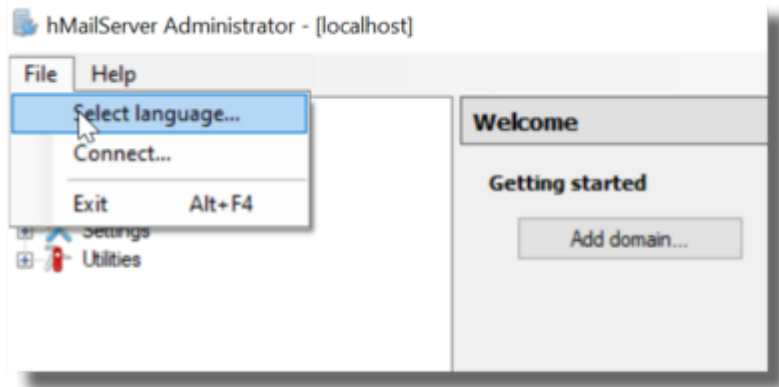 hMailServer Administrator - [localhost]
File Help
Select language...
Connect...
Exit Alt+F4
Settings
Utilities
Welcome
Getting started
Add domain...